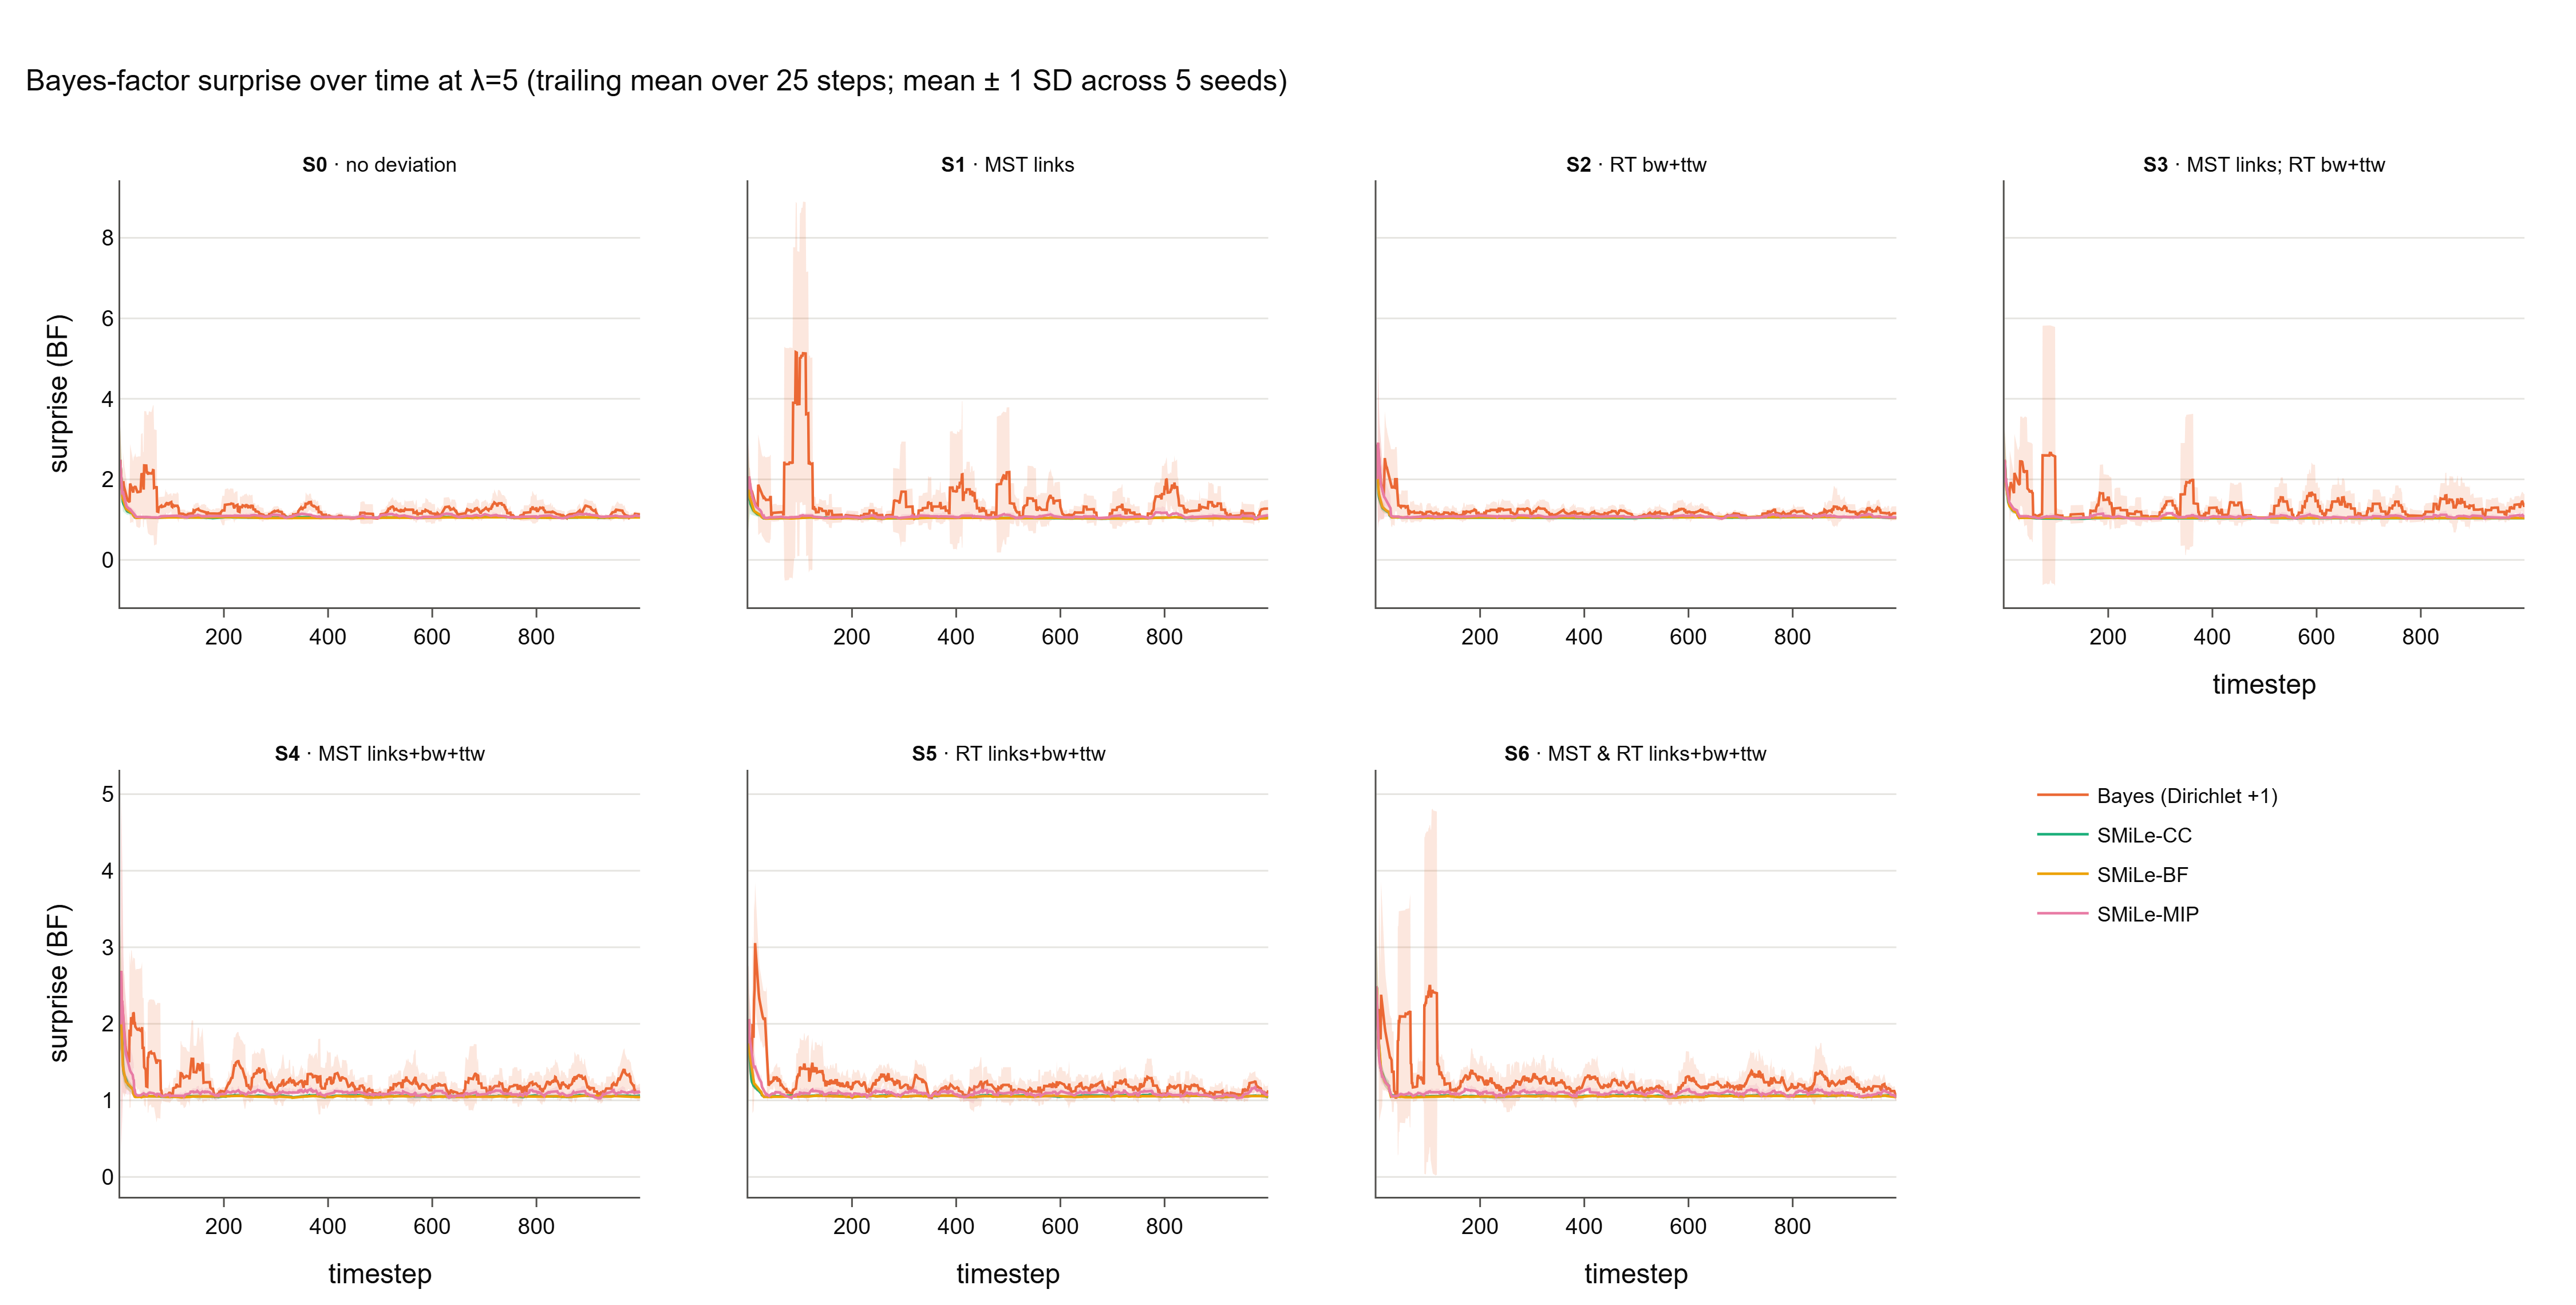 Bayes-factor surprise over time at λ=5 (trailing mean over 25 steps; mean ± 1 SD across 5 seeds)
S0 · no deviation
S1 · MST links
S2 · RT bw+ttw
S3 · MST links; RT bw+ttw
surprise (BF)
8
6
4
2
0
200 400 600 800
200 400 600 800
200 400 600 800
200 400 600 800
timestep
S4 · MST links+bw+ttw
S5 · RT links+bw+ttw
S6 · MST & RT links+bw+ttw
surprise (BF)
5
4
3
2
1
0
200 400 600 800
timestep
200 400 600 800
timestep
200 400 600 800
timestep
Bayes (Dirichlet +1)
SMiLe-CC
SMiLe-BF
SMiLe-MIP